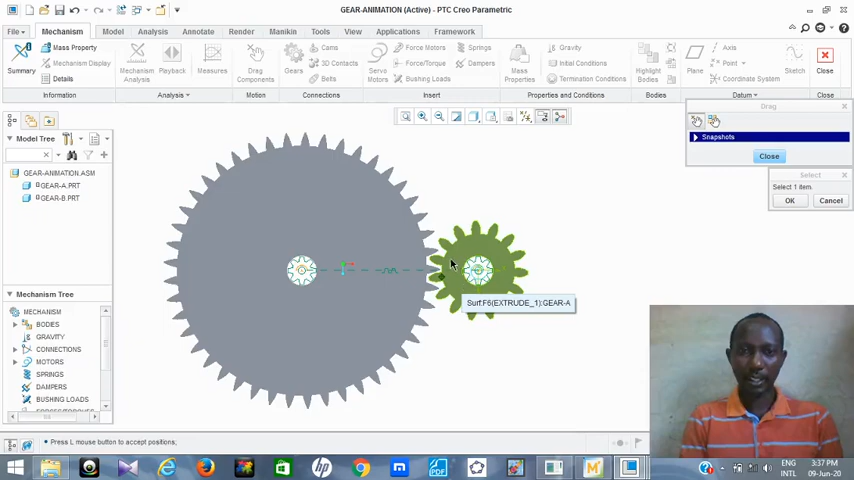 GEAR-ANIMATION (Active) - PTC Creo Parametric
File Mechanism Model Analysis Annotate Render Manikin Tools View Applications Framework
Summary
Mass Property
Mechanism Display
Details
Information
Mechanism Analysis
Playback
Measures
Analysis
Drag Components
Motion
Gears
Cams
3D Contacts
Belts
Connections
Servo Motors
Force Motors
Force/Torque
Bushing Loads
Springs
Dampers
Insert
Mass Properties
Gravity
Initial Conditions
Termination Conditions
Properties and Conditions
Highlight Bodies
Bodies
Plane
Axis
Point
Coordinate System
Sketch
Datum
Close
Close
Drag
Snapshots
Close
Select
Select 1 item.
OK Cancel
Model Tree
GEAR-ANIMATION.ASM
GEAR-A.PRT
GEAR-B.PRT
Mechanism Tree
MECHANISM
BODIES
GRAVITY
CONNECTIONS
MOTORS
SPRINGS
DAMPERS
BUSHING LOADS
Surf:F6(EXTRUDE_1):GEAR-A
Press L mouse button to accept positions;
ENG
INTL
3:37 PM
09-Jun-20